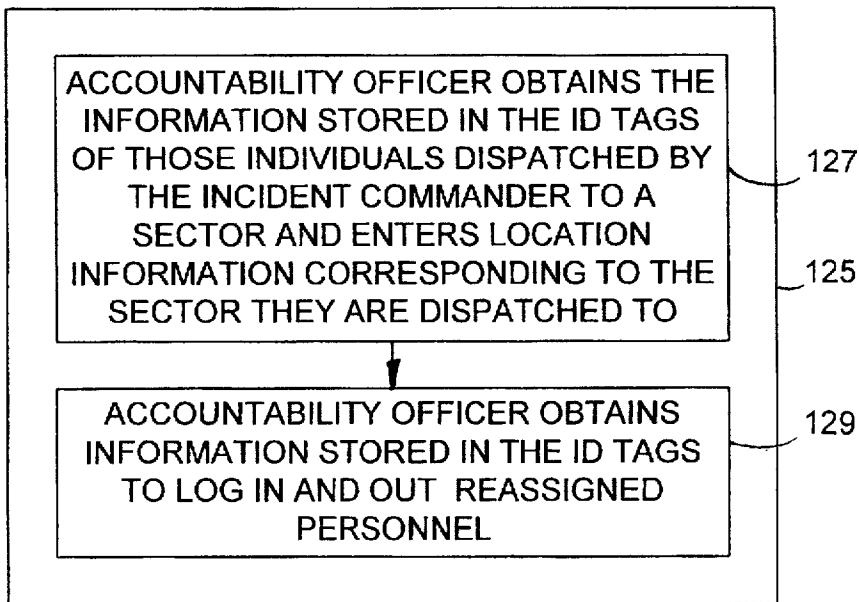 ACCOUNTABILITY OFFICER OBTAINS THE
INFORMATION STORED IN THE ID TAGS
OF THOSE INDIVIDUALS DISPATCHED BY
THE INCIDENT COMMANDER TO A
SECTOR AND ENTERS LOCATION
INFORMATION CORRESPONDING TO THE
SECTOR THEY ARE DISPATCHED TO
127
125
ACCOUNTABILITY OFFICER OBTAINS
INFORMATION STORED IN THE ID TAGS
TO LOG IN AND OUT REASSIGNED
PERSONNEL
129